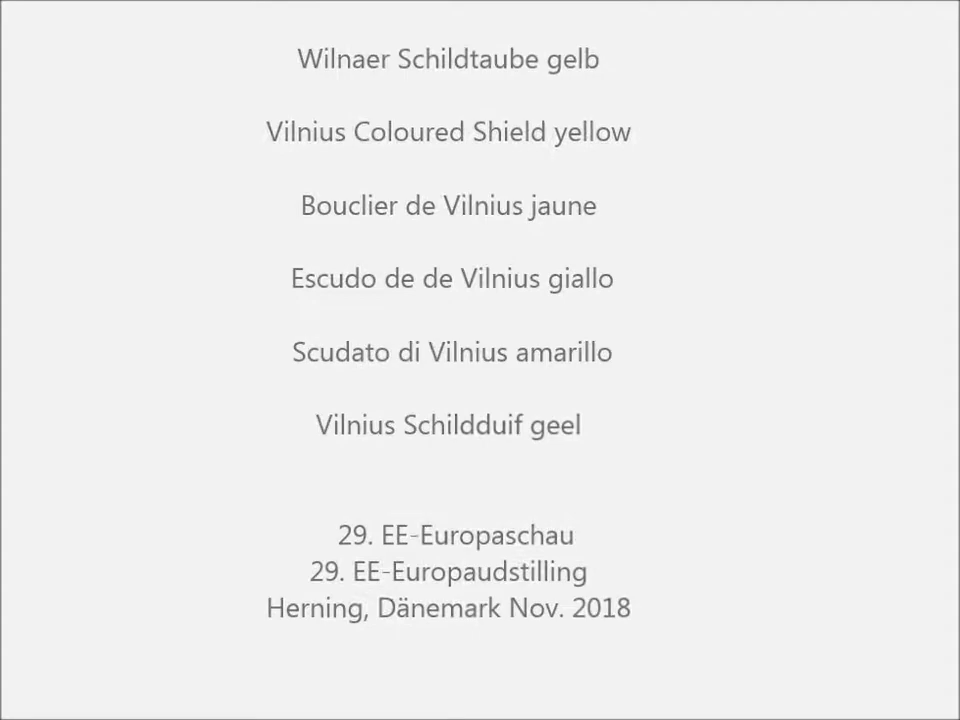 Wilnaer Schildtaube gelb
Vilnius Coloured Shield yellow
Bouclier de Vilnius jaune
Escudo de de Vilnius giallo
Scudato di Vilnius amarillo
Vilnius Schildduif geel
29. EE-Europaschau
29. EE-Europaudstilling
Herning, Dänemark Nov. 2018